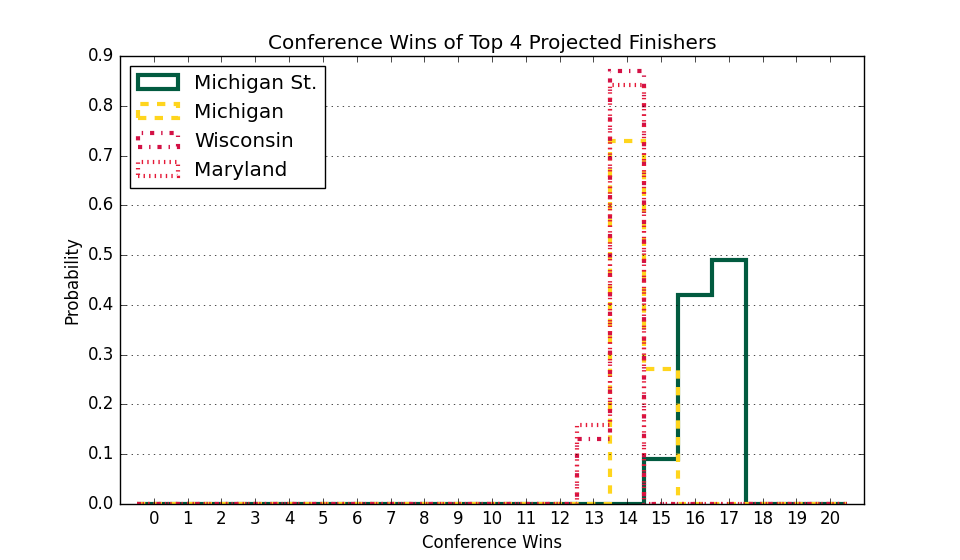 Conference Wins of Top 4 Projected Finishers
Michigan St.
Michigan
Wisconsin
Maryland
0.9
0.8
0.7
0.6
0.5
0.4
0.3
0.2
0.1
0.0
Probability
0 1 2 3 4 5 6 7 8 9 10 11 12 13 14 15 16 17 18 19 20
Conference Wins